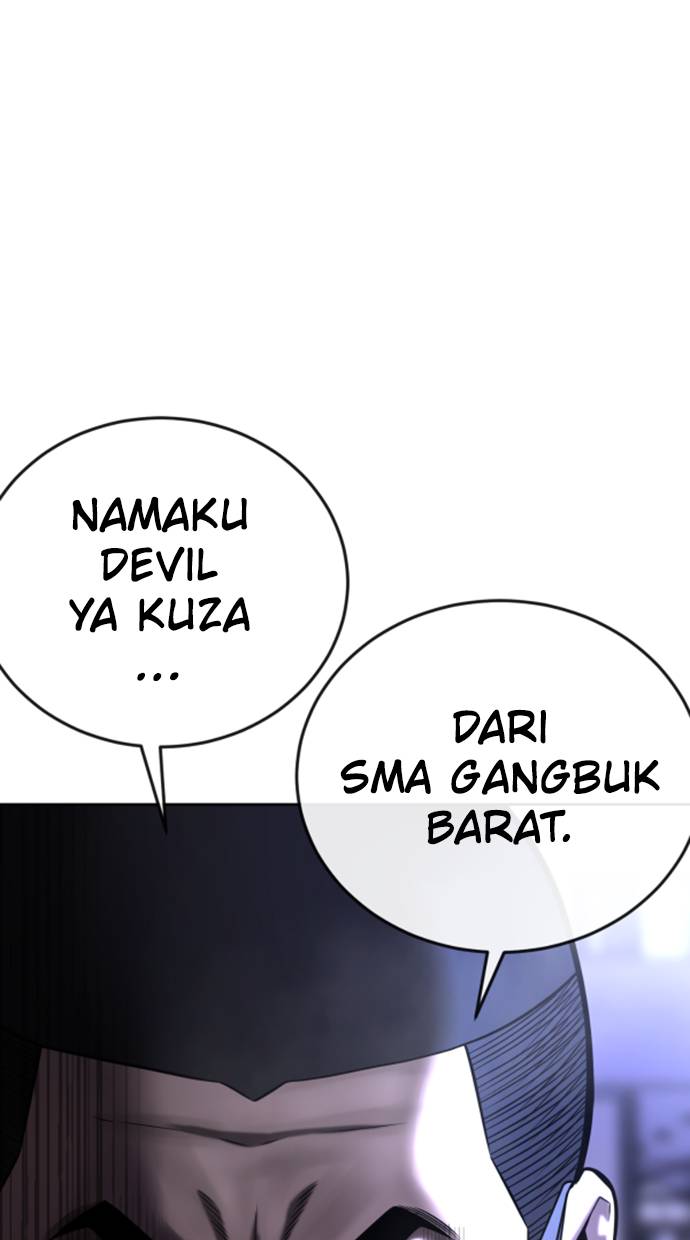 NAMAKU
DEVIL
YA KUZA
...
DARI
SMA GANGBUK
BARAT.